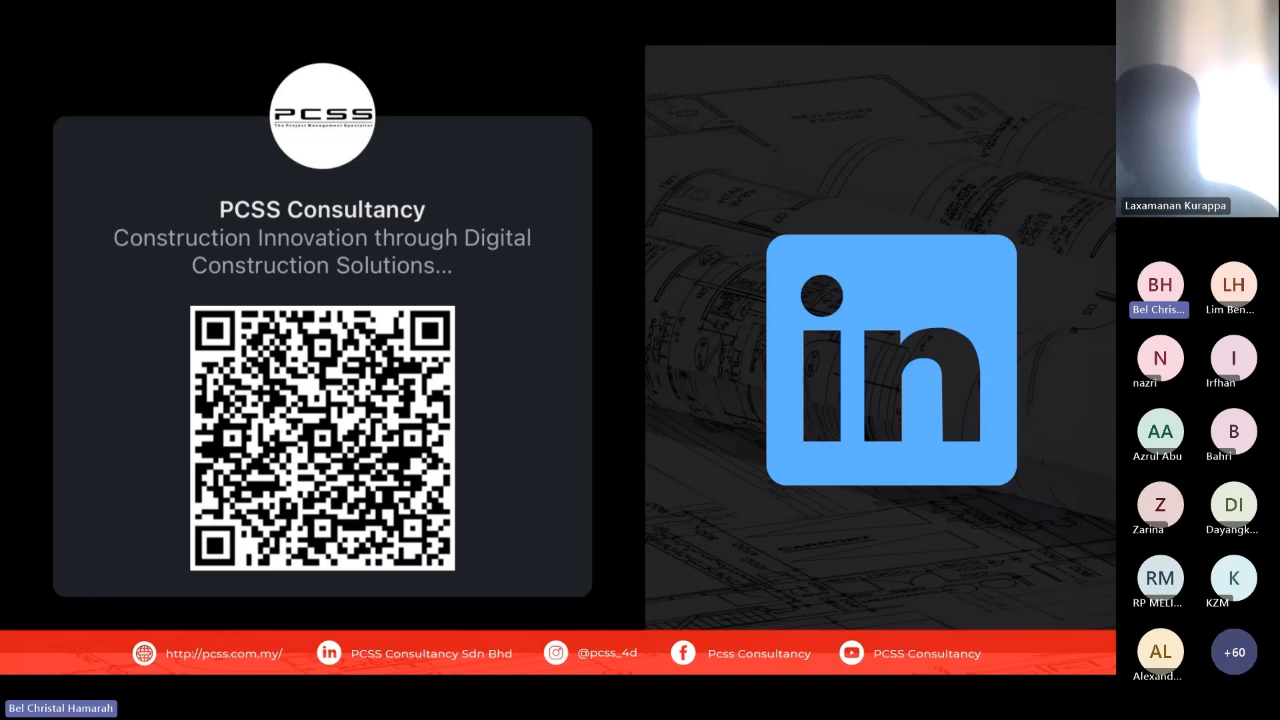 PCSS
The Project Management Specialist
PCSS Consultancy
Construction Innovation through Digital
Construction Solutions...
in
http://pcss.com.my/
in
PCSS Consultancy Sdn Bhd
@pcss_4d
Pcss Consultancy
PCSS Consultancy
Bel Christal Hamarah
Laxamanan Kurappa
BH
LH
Bel Chris...
Lim Ben...
N
I
nazri
Irfhan
AA
B
Azrul Abu
Bahri
Z
DI
Zarina
Dayangk...
RM
K
RP MELI...
KZM
AL
+60
Alexand...